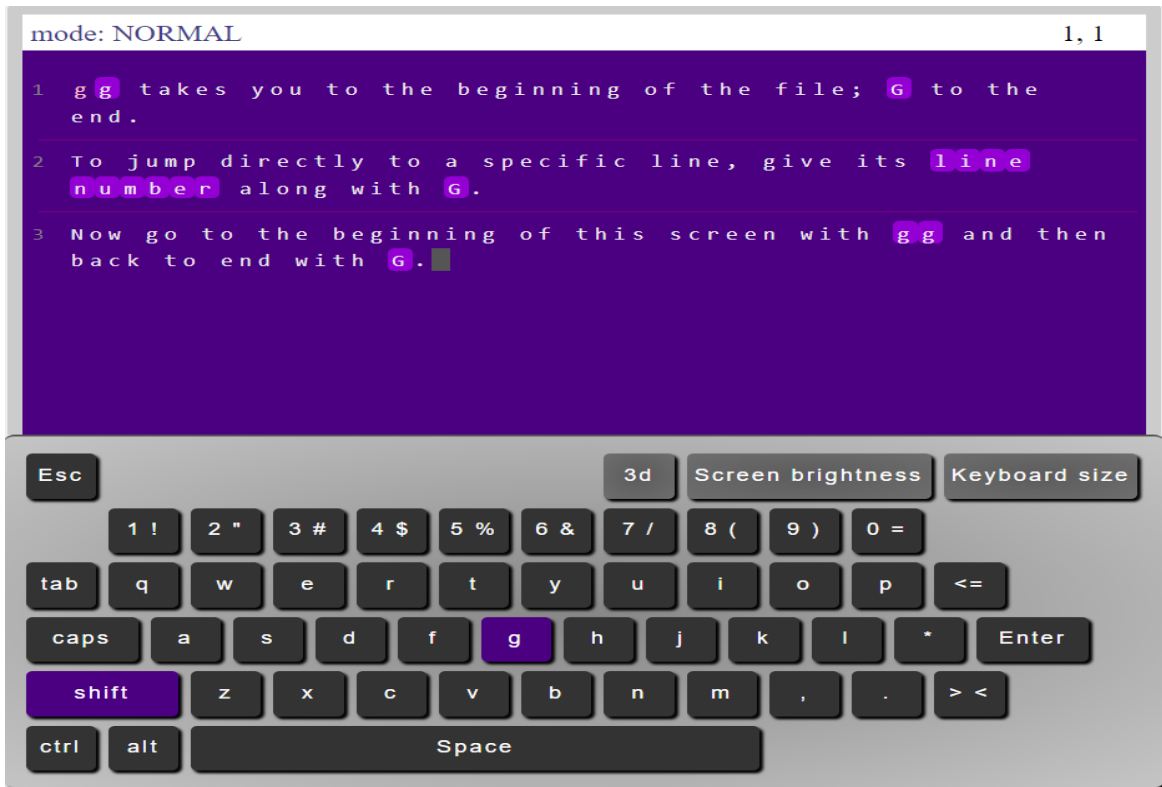 mode: NORMAL 1, 1
1 gg takes you to the beginning of the file; G to the
end.
2 To jump directly to a specific line, give its line
number along with G.
3 Now go to the beginning of this screen with gg and then
back to end with G.
Esc 3d Screen brightness Keyboard size
1 ! 2 " 3 # 4 $ 5 % 6 & 7 / 8 ( 9 ) 0 =
tab q w e r t y u i o p <=
caps a s d f g h j k l * Enter
shift z x c v b n m , . > <
ctrl alt Space